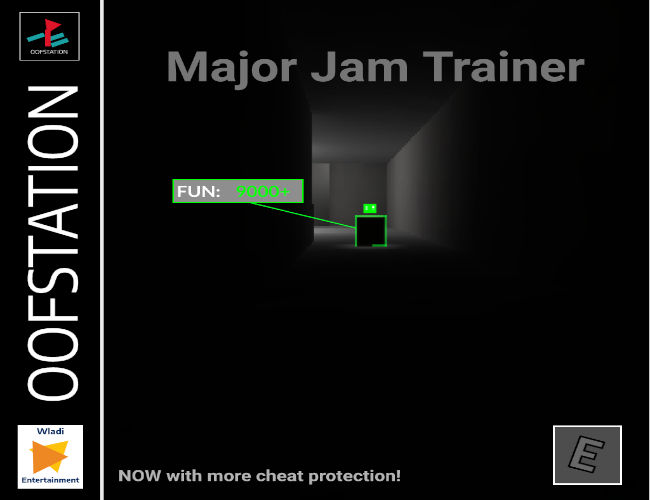 OOFSTATION
OOFSTATION
Wladi
Entertainment
Major Jam Trainer
FUN: 9000+
NOW with more cheat protection!
E